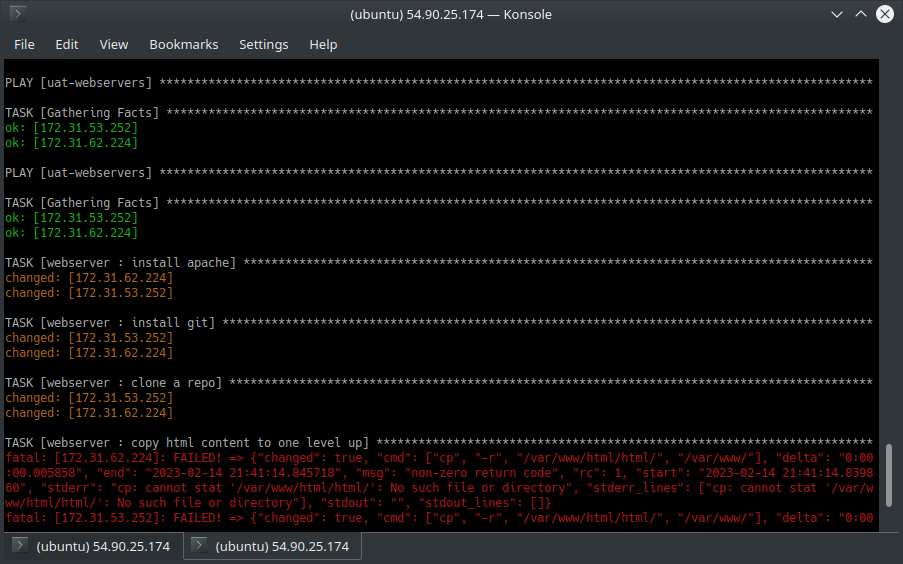 (ubuntu) 54.90.25.174 — Konsole
File Edit View Bookmarks Settings Help
PLAY [uat-webservers] ******************************************************************************************************
TASK [Gathering Facts] *****************************************************************************************************
ok: [172.31.53.252]
ok: [172.31.62.224]
PLAY [uat-webservers] ******************************************************************************************************
TASK [Gathering Facts] *****************************************************************************************************
ok: [172.31.53.252]
ok: [172.31.62.224]
TASK [webserver : install apache] ******************************************************************************************
changed: [172.31.62.224]
changed: [172.31.53.252]
TASK [webserver : install git] *********************************************************************************************
changed: [172.31.53.252]
changed: [172.31.62.224]
TASK [webserver : clone a repo] ********************************************************************************************
changed: [172.31.53.252]
changed: [172.31.62.224]
TASK [webserver : copy html content to one level up] ***********************************************************************
fatal: [172.31.62.224]: FAILED! => {"changed": true, "cmd": ["cp", "-r", "/var/www/html/html/", "/var/www/"], "delta": "0:00
:00.005858", "end": "2023-02-14 21:41:14.845718", "msg": "non-zero return code", "rc": 1, "start": "2023-02-14 21:41:14.8398
60", "stderr": "cp: cannot stat '/var/www/html/html/': No such file or directory", "stderr_lines": ["cp: cannot stat '/var/w
ww/html/html/': No such file or directory"], "stdout": "", "stdout_lines": []}
fatal: [172.31.53.252]: FAILED! => {"changed": true, "cmd": ["cp", "-r", "/var/www/html/html/", "/var/www/"], "delta": "0:00
(ubuntu) 54.90.25.174 (ubuntu) 54.90.25.174